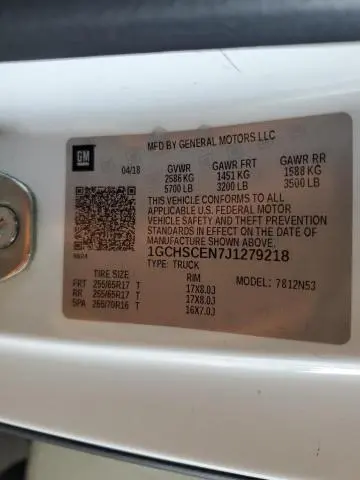 GM
MFD BY GENERAL MOTORS LLC
04/18 GVWR GAWR FRT GAWR RR
2586 KG 1451 KG 1588 KG
5700 LB 3200 LB 3500 LB
THIS VEHICLE CONFORMS TO ALL
APPLICABLE U.S. FEDERAL MOTOR
VEHICLE SAFETY AND THEFT PREVENTION
STANDARDS IN EFFECT ON THE DATE OF
MANUFACTURE SHOWN ABOVE.
1GCHSCEN7J1279218
TYPE: TRUCK
MODEL: 7812N53
TIRE SIZE RIM
FRT 255/65R17 T 17X8.0J
RR 255/65R17 T 17X8.0J
SPA 265/70R16 T 16X7.0J